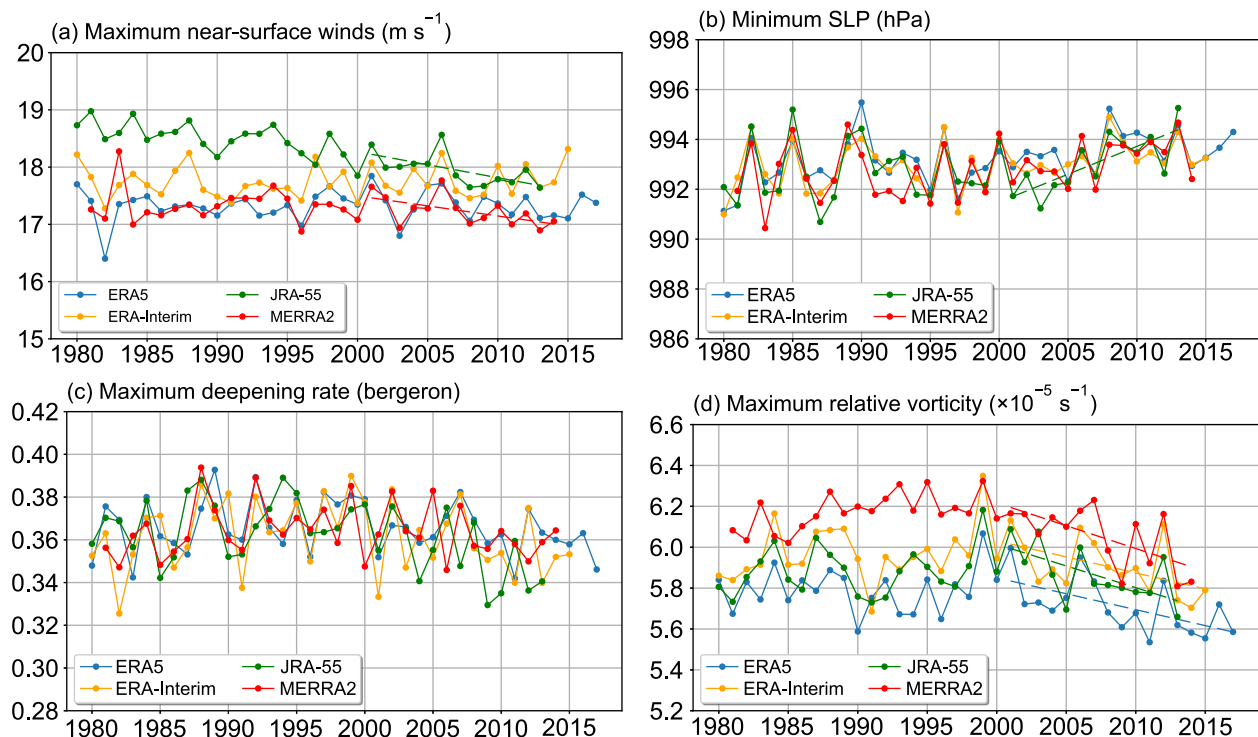 (a) Maximum near-surface winds (m s⁻¹)
20
19
18
17
16
15
1980 1985 1990 1995 2000 2005 2010 2015
ERA5
ERA-Interim
JRA-55
MERRA2
(b) Minimum SLP (hPa)
998
996
994
992
990
988
986
1980 1985 1990 1995 2000 2005 2010 2015
ERA5
ERA-Interim
JRA-55
MERRA2
(c) Maximum deepening rate (bergeron)
0.42
0.40
0.38
0.36
0.34
0.32
0.30
0.28
1980 1985 1990 1995 2000 2005 2010 2015
ERA5
ERA-Interim
JRA-55
MERRA2
(d) Maximum relative vorticity (×10⁻⁵ s⁻¹)
6.6
6.4
6.2
6.0
5.8
5.6
5.4
5.2
1980 1985 1990 1995 2000 2005 2010 2015
ERA5
ERA-Interim
JRA-55
MERRA2